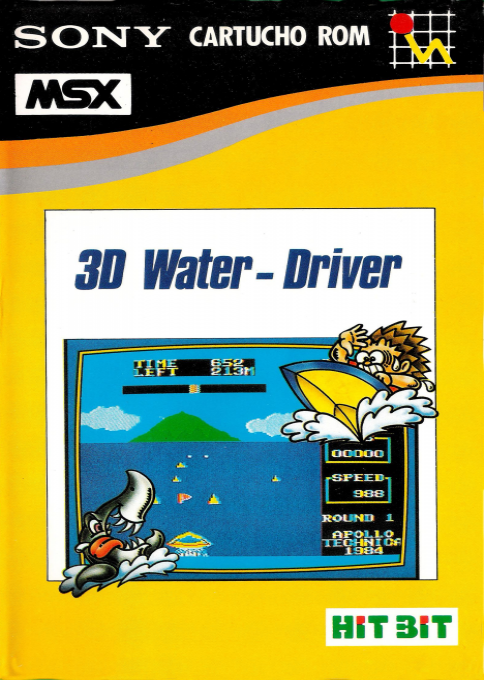 SONY CARTUCHO ROM
MSX
3D Water-Driver
TIME 652
LEFT 213M
00000
SPEED
988
ROUND 1
APOLLO
TECHNICA
1984
HiT BiT